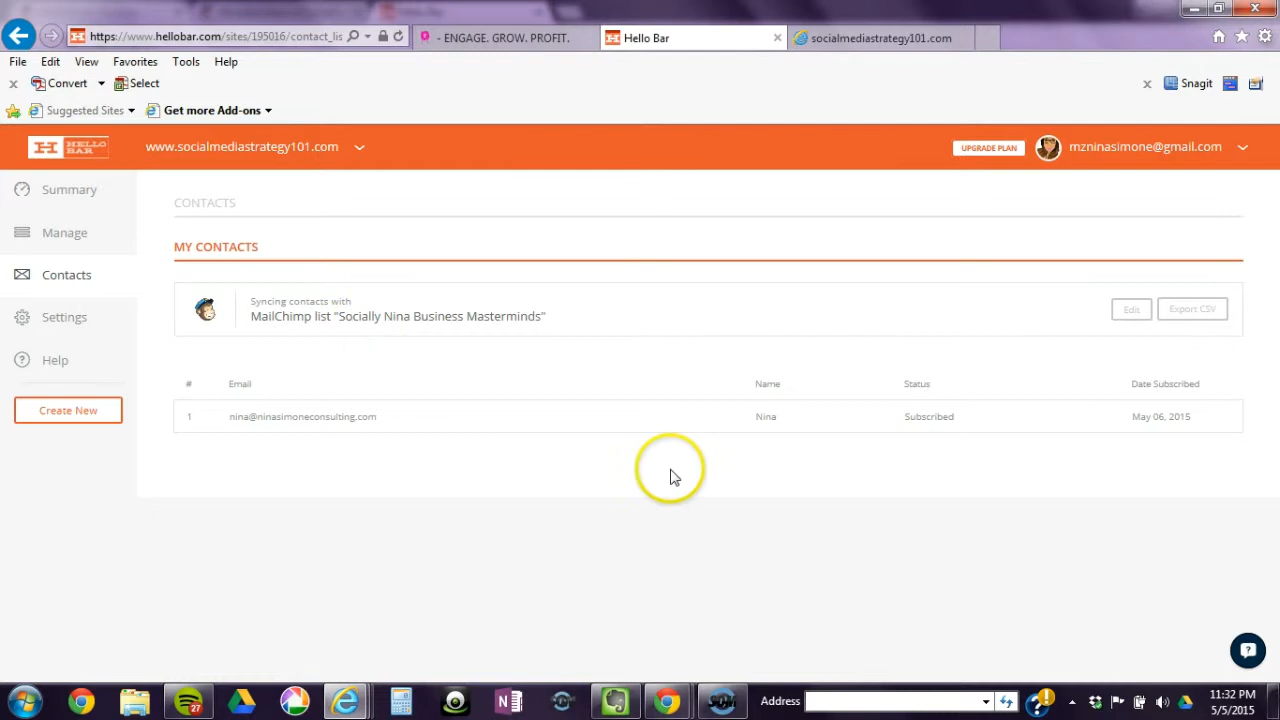 https://www.hellobar.com/sites/195016/contact_lis
- ENGAGE. GROW. PROFIT.
Hello Bar
socialmediastrategy101.com
File Edit View Favorites Tools Help
Convert Select
Snagit
Suggested Sites Get more Add-ons
H HELLO BAR
www.socialmediastrategy101.com
UPGRADE PLAN
mzninasimone@gmail.com
Summary
Manage
Contacts
Settings
Help
Create New
CONTACTS
MY CONTACTS
Syncing contacts with
MailChimp list "Socially Nina Business Masterminds"
Edit
Export CSV
# Email Name Status Date Subscribed
1 nina@ninasimoneconsulting.com Nina Subscribed May 06, 2015
27
Address
11:32 PM
5/5/2015